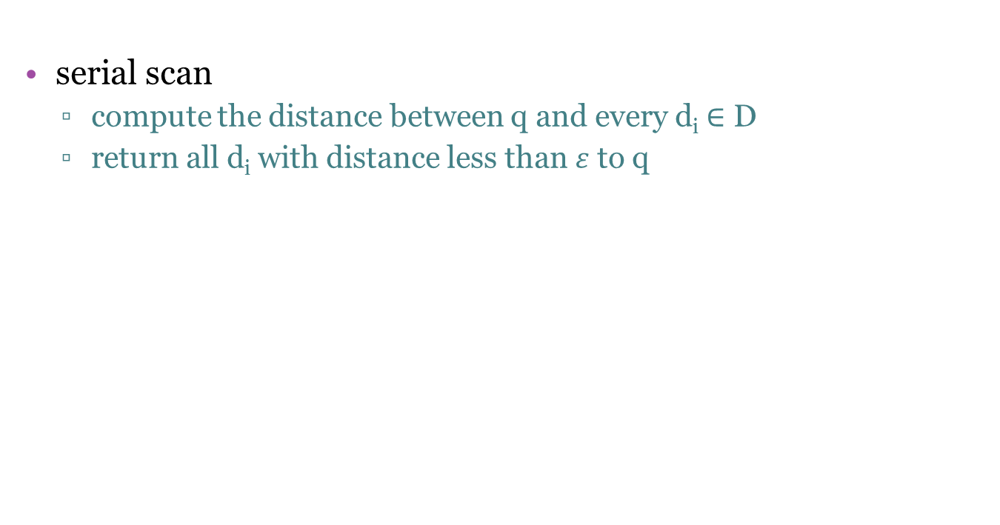 • serial scan
▫ compute the distance between q and every dᵢ ∈ D
▫ return all dᵢ with distance less than ε to q